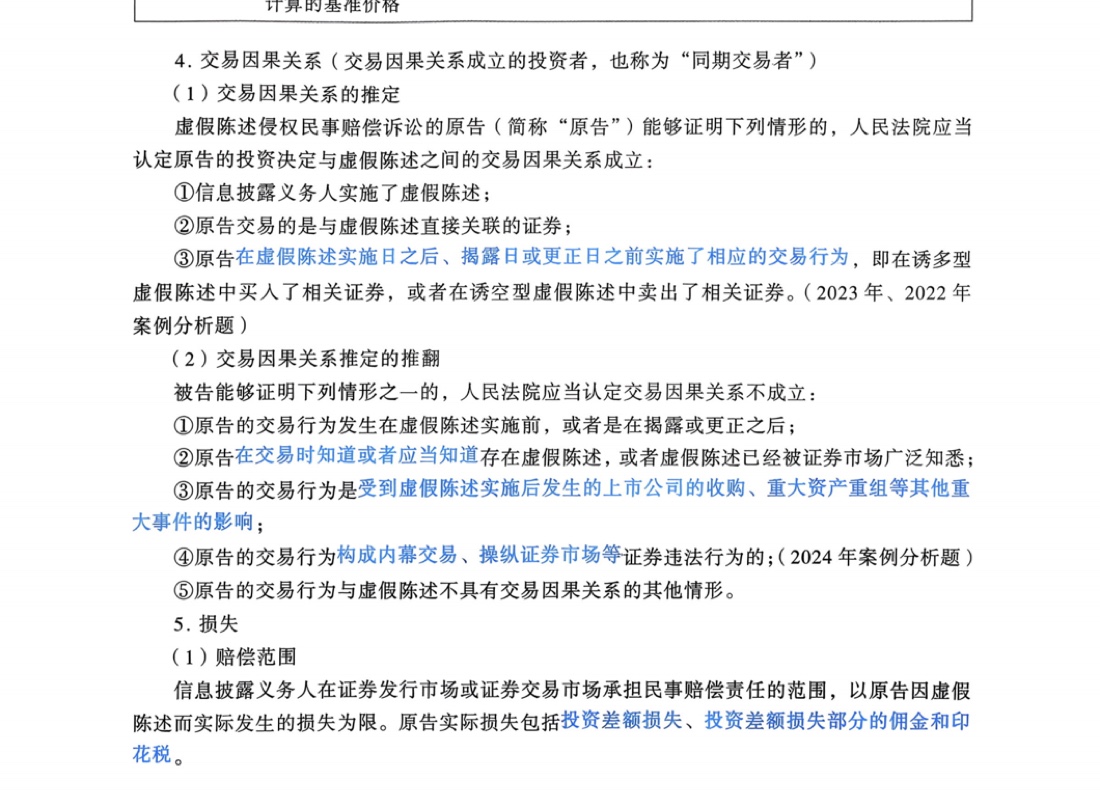 计算的基准价格
4. 交易因果关系（交易因果关系成立的投资者，也称为“同期交易者”）
（1）交易因果关系的推定
虚假陈述侵权民事赔偿诉讼的原告（简称“原告”）能够证明下列情形的，人民法院应当
认定原告的投资决定与虚假陈述之间的交易因果关系成立：
①信息披露义务人实施了虚假陈述；
②原告交易的是与虚假陈述直接关联的证券；
③原告在虚假陈述实施日之后、揭露日或更正日之前实施了相应的交易行为，即在诱多型
虚假陈述中买入了相关证券，或者在诱空型虚假陈述中卖出了相关证券。（2023 年、2022 年
案例分析题）
（2）交易因果关系推定的推翻
被告能够证明下列情形之一的，人民法院应当认定交易因果关系不成立：
①原告的交易行为发生在虚假陈述实施前，或者是在揭露或更正之后；
②原告在交易时知道或者应当知道存在虚假陈述，或者虚假陈述已经被证券市场广泛知悉；
③原告的交易行为是受到虚假陈述实施后发生的上市公司的收购、重大资产重组等其他重
大事件的影响；
④原告的交易行为构成内幕交易、操纵证券市场等证券违法行为的；（2024 年案例分析题）
⑤原告的交易行为与虚假陈述不具有交易因果关系的其他情形。
5. 损失
（1）赔偿范围
信息披露义务人在证券发行市场或证券交易市场承担民事赔偿责任的范围，以原告因虚假
陈述而实际发生的损失为限。原告实际损失包括投资差额损失、投资差额损失部分的佣金和印
花税。